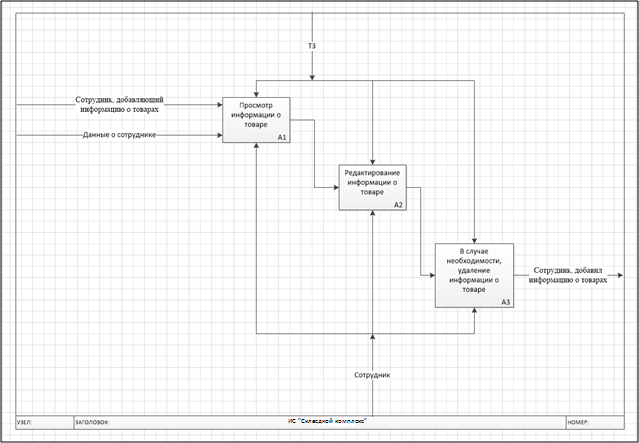 ТЗ
Сотрудник, добавляющий
информацию о товарах
Данные о сотруднике
Просмотр
информации о
товаре
A1
Редактирование
информации о
товаре
A2
В случае
необходимости,
удаление
информации о
товаре
A3
Сотрудник, добавил
информацию о товарах
Сотрудник
УЗЕЛ:
ЗАГОЛОВОК:
ИС "Складской комплекс"
НОМЕР: